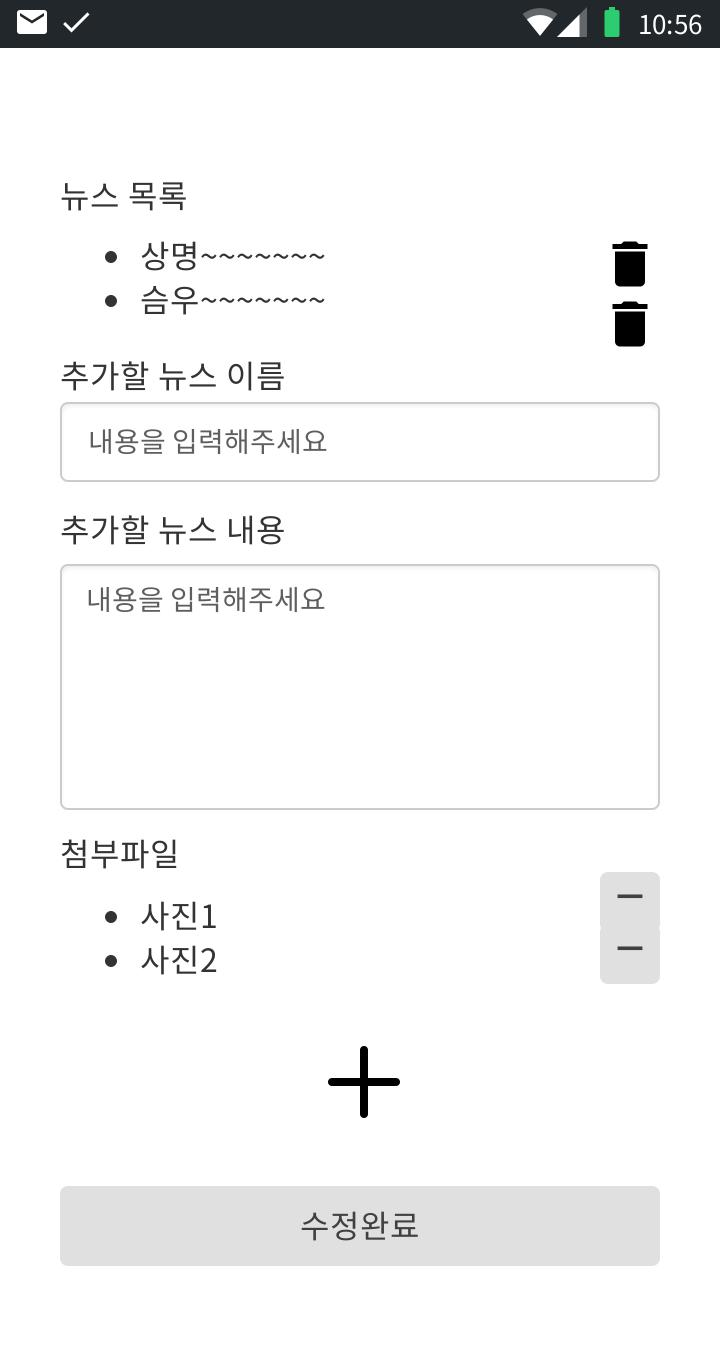 10:56
뉴스 목록
상명~~~~~~~
슴우~~~~~~~
추가할 뉴스 이름
내용을 입력해주세요
추가할 뉴스 내용
내용을 입력해주세요
첨부파일
사진1
사진2
수정완료